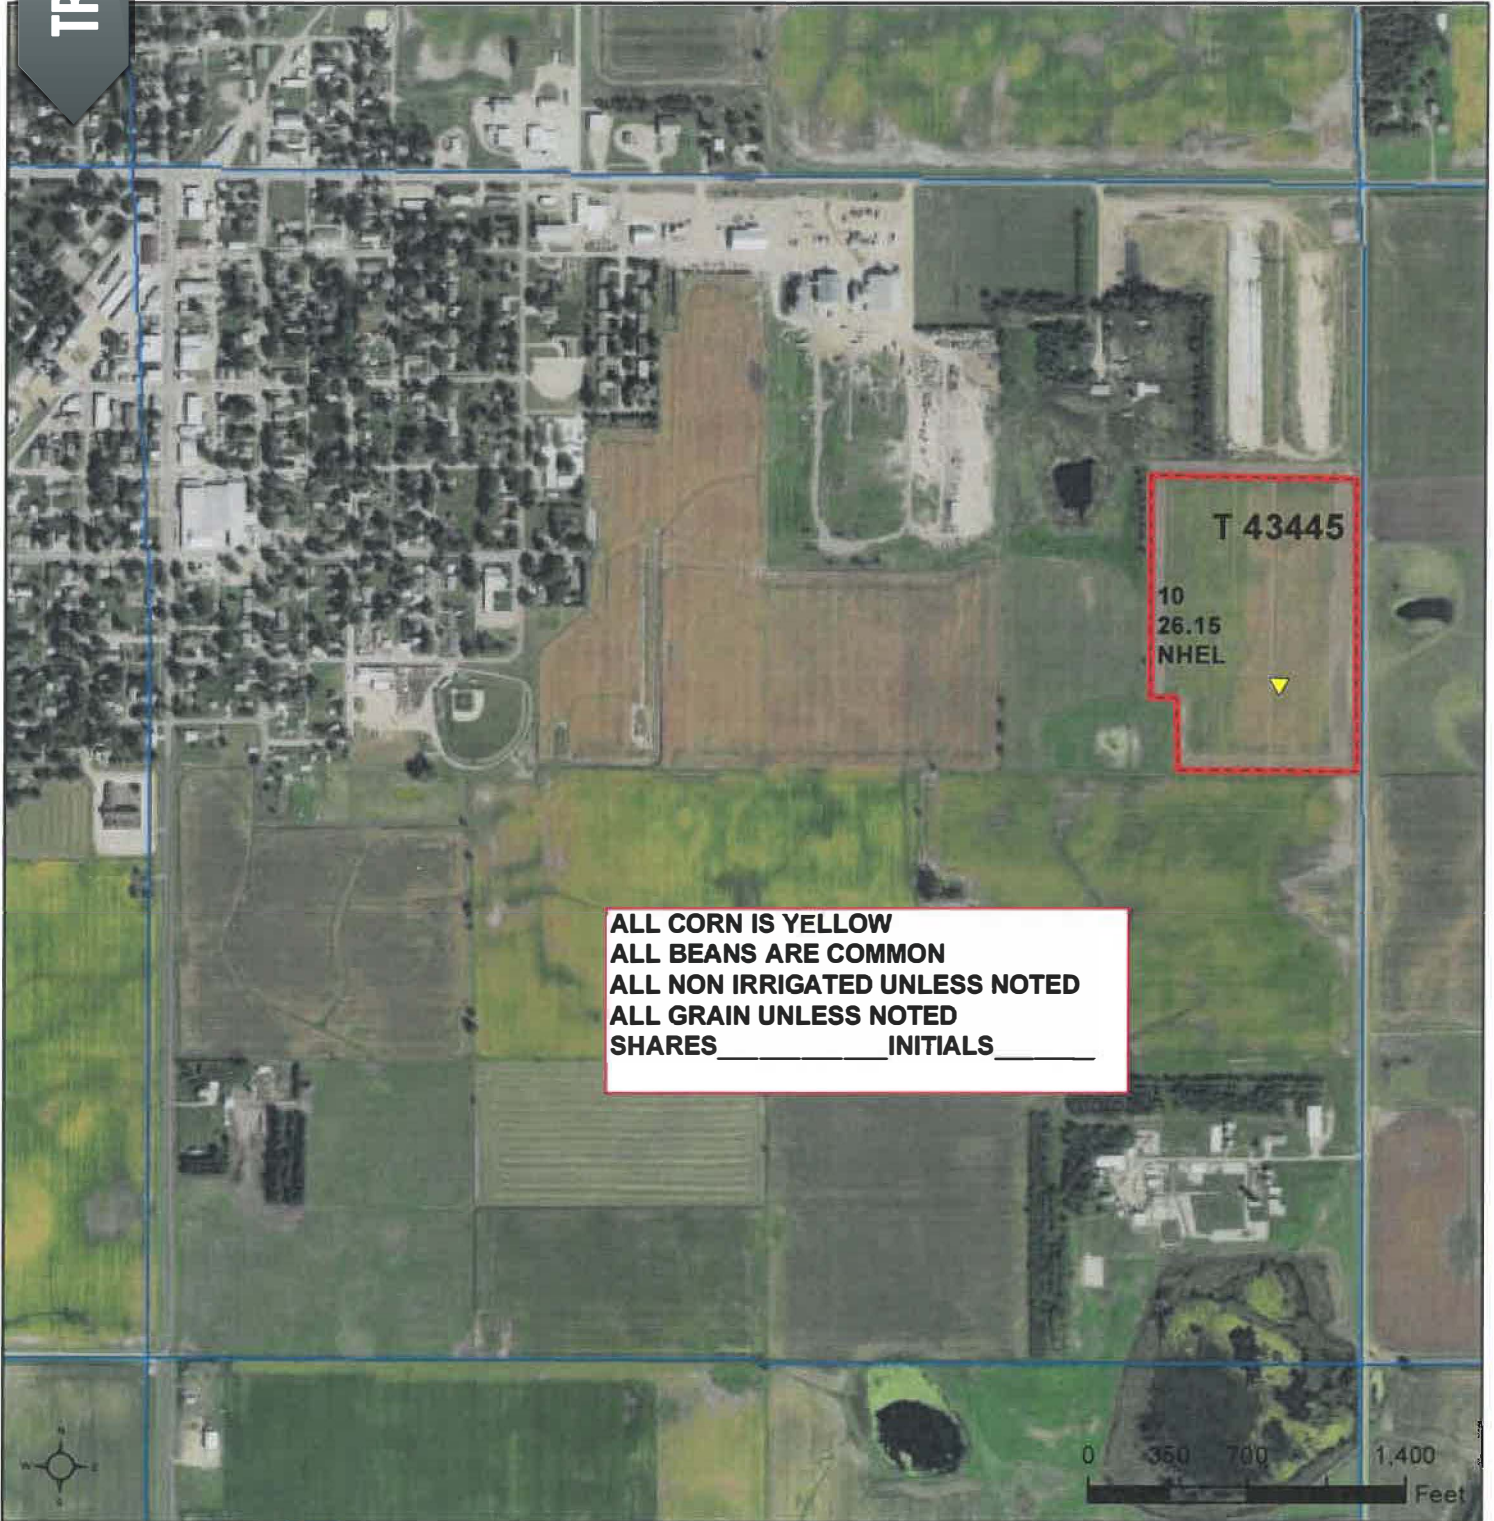 TR
T 43445
10
26.15
NHEL
ALL CORN IS YELLOW
ALL BEANS ARE COMMON
ALL NON IRRIGATED UNLESS NOTED
ALL GRAIN UNLESS NOTED
SHARES__________INITIALS______
N
W E
S
0 350 700 1,400
Feet